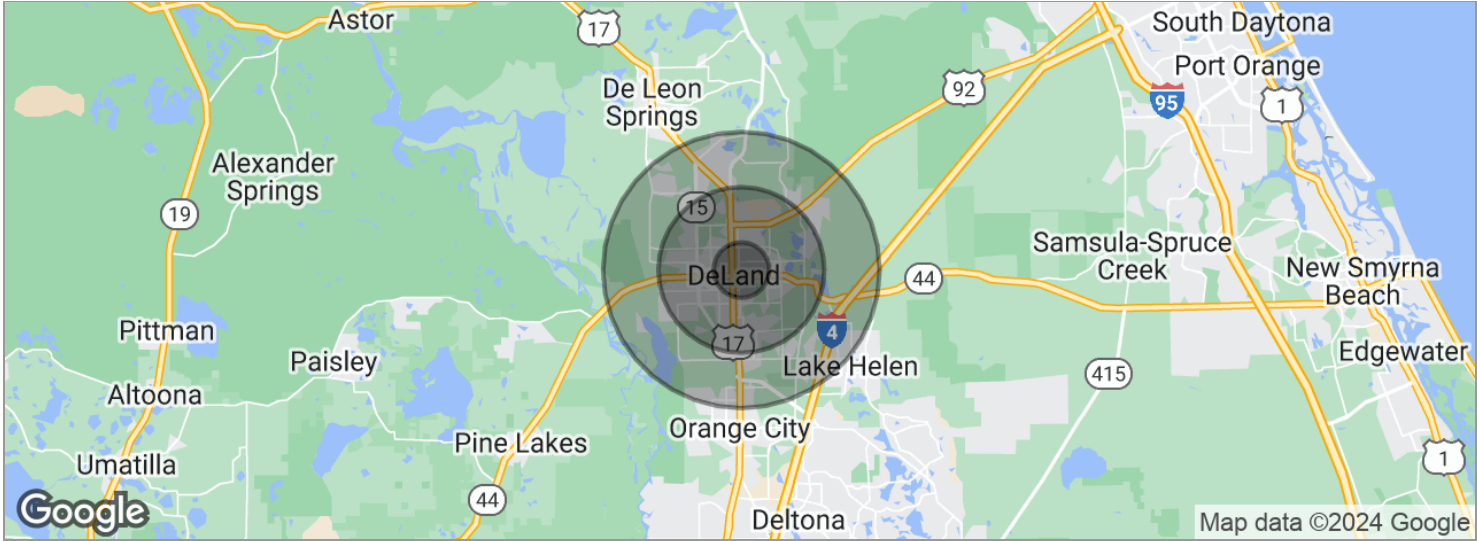 Astor
17
South Daytona
Port Orange
De Leon
Springs
92
95
1
Alexander
Springs
15
19
Samsula-Spruce
Creek
DeLand
44
New Smyrna
Beach
Pittman
4
17
Paisley
Lake Helen
Edgewater
415
Altoona
Orange City
Pine Lakes
Umatilla
1
44
Google
Deltona
Map data ©2024 Google